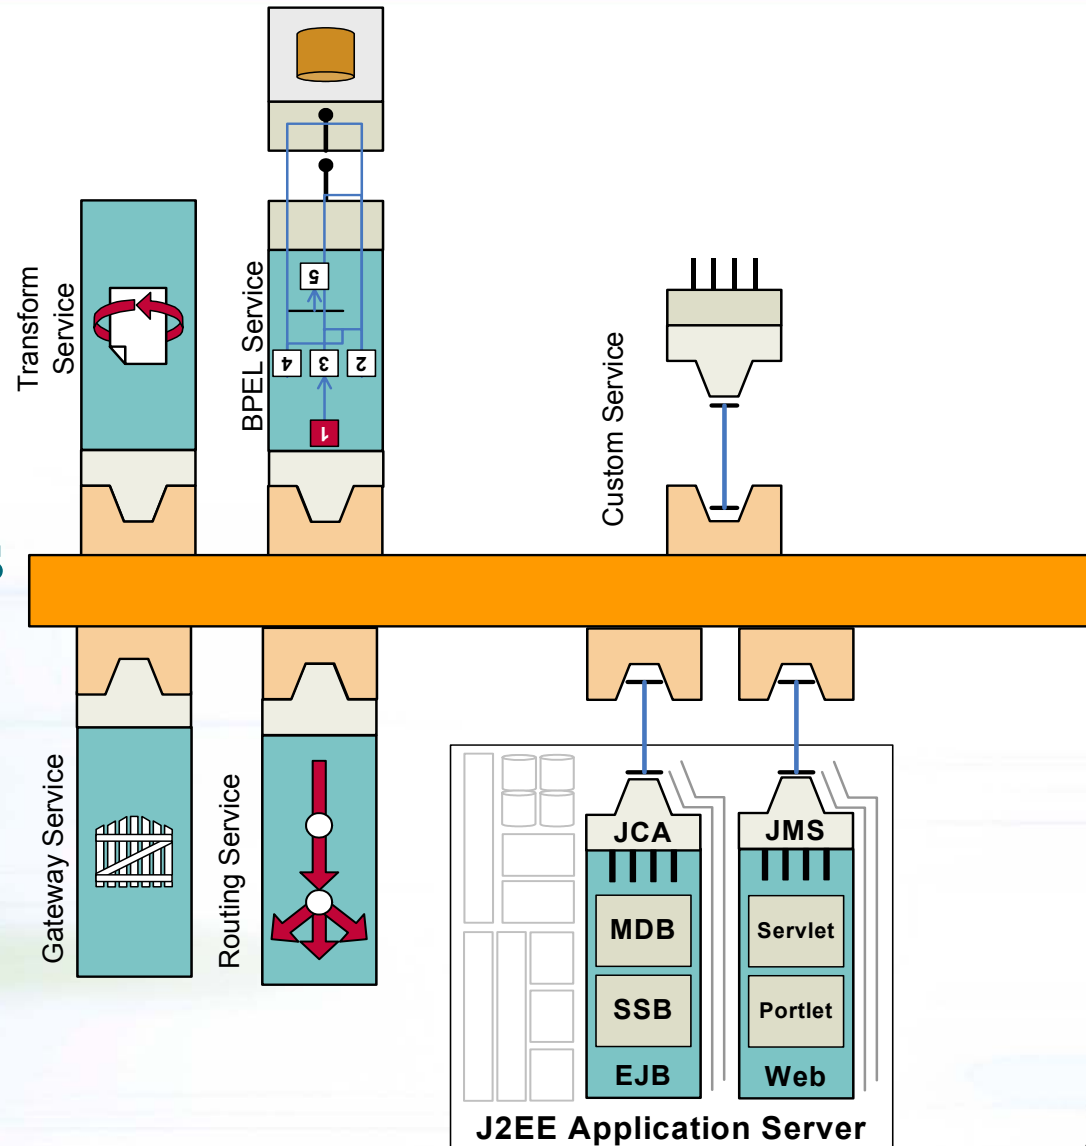 Transform
Service
BPEL Service
5
4
3
2
1
Custom Service
Gateway Service
Routing Service
JCA
JMS
MDB
Servlet
SSB
Portlet
EJB
Web
J2EE Application Server